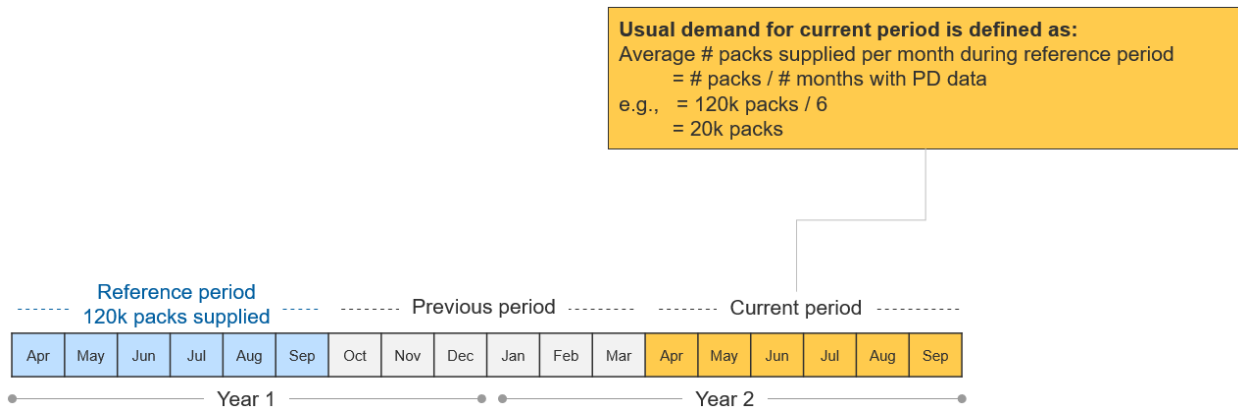 Usual demand for current period is defined as:
Average # packs supplied per month during reference period
= # packs / # months with PD data
e.g., = 120k packs / 6
= 20k packs
Reference period
120k packs supplied
Previous period
Current period
Apr May Jun Jul Aug Sep Oct Nov Dec Jan Feb Mar Apr May Jun Jul Aug Sep
Year 1 Year 2